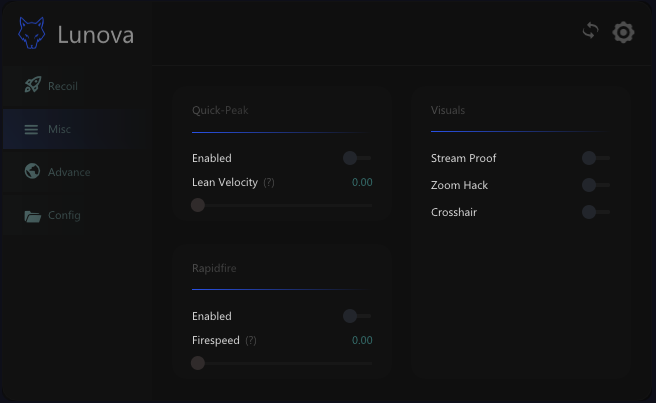 Lunova
Recoil
Misc
Advance
Config
Quick-Peak
Enabled
Lean Velocity (?) 0.00
Rapidfire
Enabled
Firespeed (?) 0.00
Visuals
Stream Proof
Zoom Hack
Crosshair